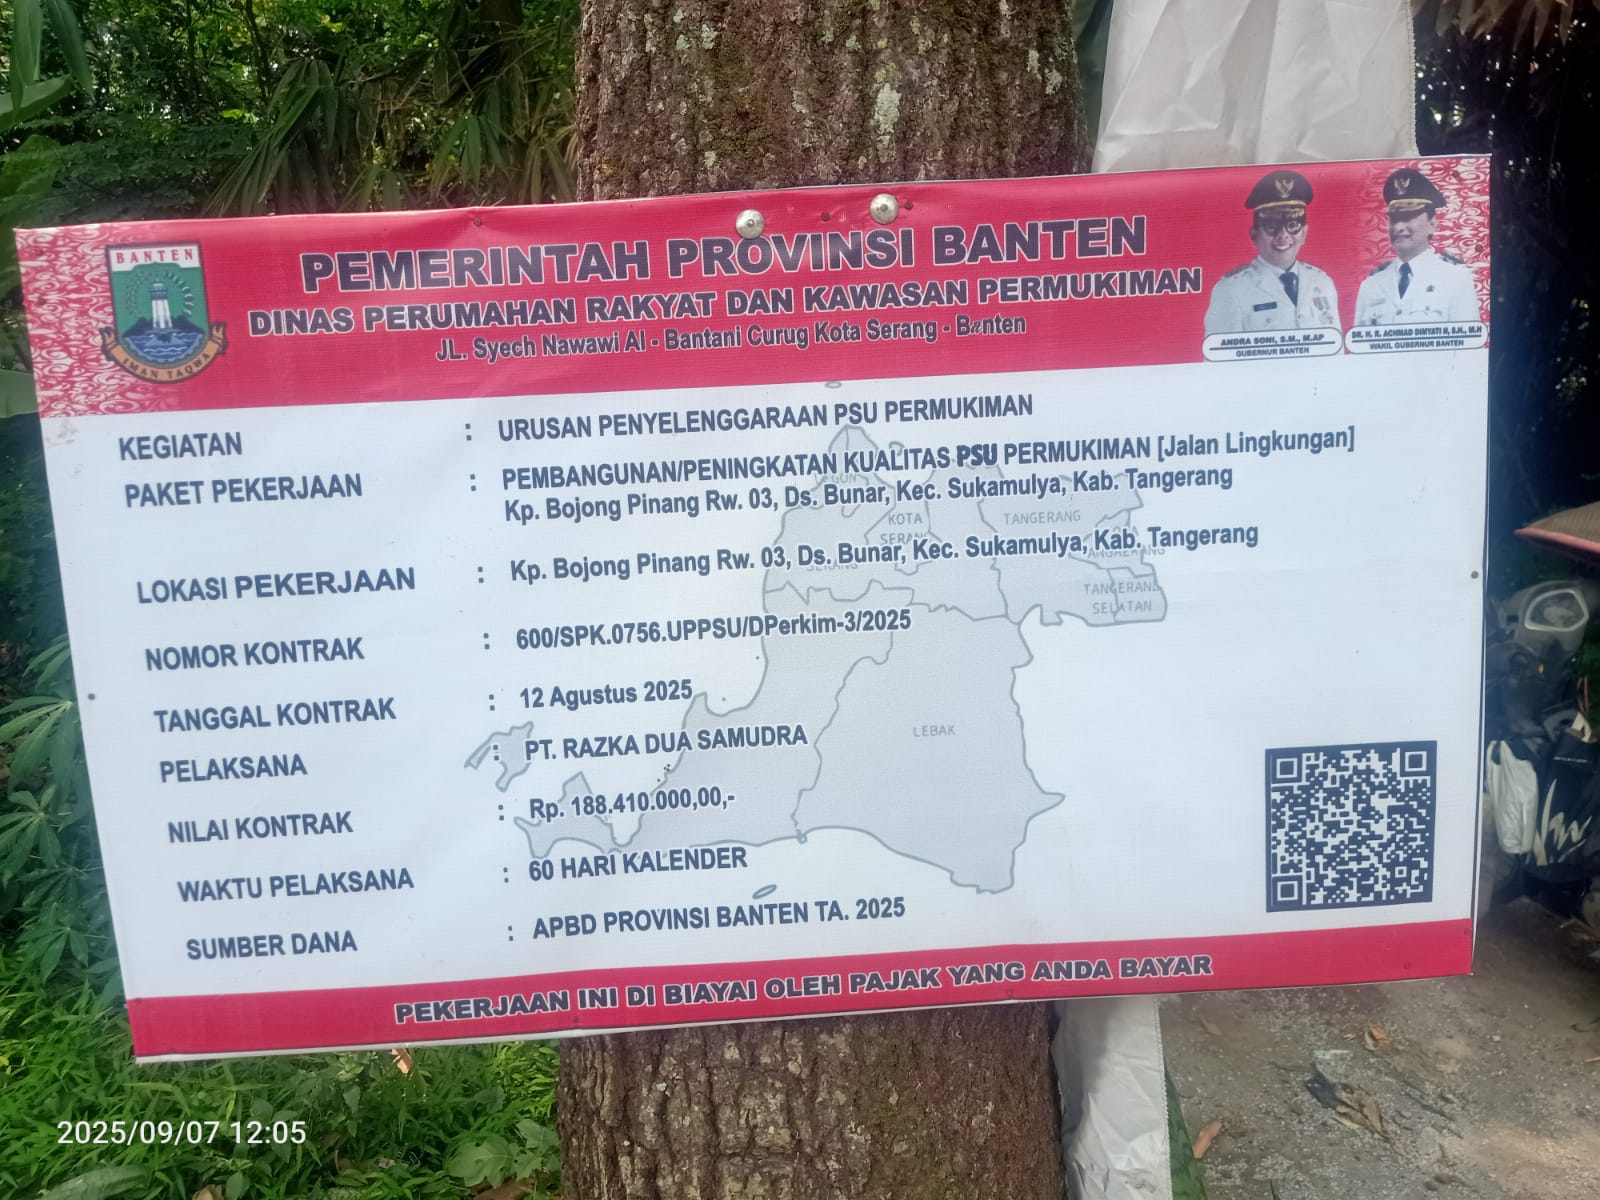 BANTEN
IMAN TAQWA
PEMERINTAH PROVINSI BANTEN
DINAS PERUMAHAN RAKYAT DAN KAWASAN PERMUKIMAN
JL. Syech Nawawi Al - Bantani Curug Kota Serang - Banten
ANDRA SONI, S.M., M.AP
GUBERNUR BANTEN
DR. H. R. ACHMAD DIMYATI N, S.H., M.H
WAKIL GUBERNUR BANTEN
KEGIATAN : URUSAN PENYELENGGARAAN PSU PERMUKIMAN
PAKET PEKERJAAN : PEMBANGUNAN/PENINGKATAN KUALITAS PSU PERMUKIMAN [Jalan Lingkungan]
Kp. Bojong Pinang Rw. 03, Ds. Bunar, Kec. Sukamulya, Kab. Tangerang
LOKASI PEKERJAAN : Kp. Bojong Pinang Rw. 03, Ds. Bunar, Kec. Sukamulya, Kab. Tangerang
NOMOR KONTRAK : 600/SPK.0756.UPPSU/DPerkim-3/2025
TANGGAL KONTRAK : 12 Agustus 2025
PELAKSANA : PT. RAZKA DUA SAMUDRA
NILAI KONTRAK : Rp. 188.410.000,00,-
WAKTU PELAKSANA : 60 HARI KALENDER
SUMBER DANA : APBD PROVINSI BANTEN TA. 2025
KOTA
SERANG
TANGERANG
SERANG
TANGERANG
SELATAN
LEBAK
PEKERJAAN INI DI BIAYAI OLEH PAJAK YANG ANDA BAYAR
2025/09/07 12:05